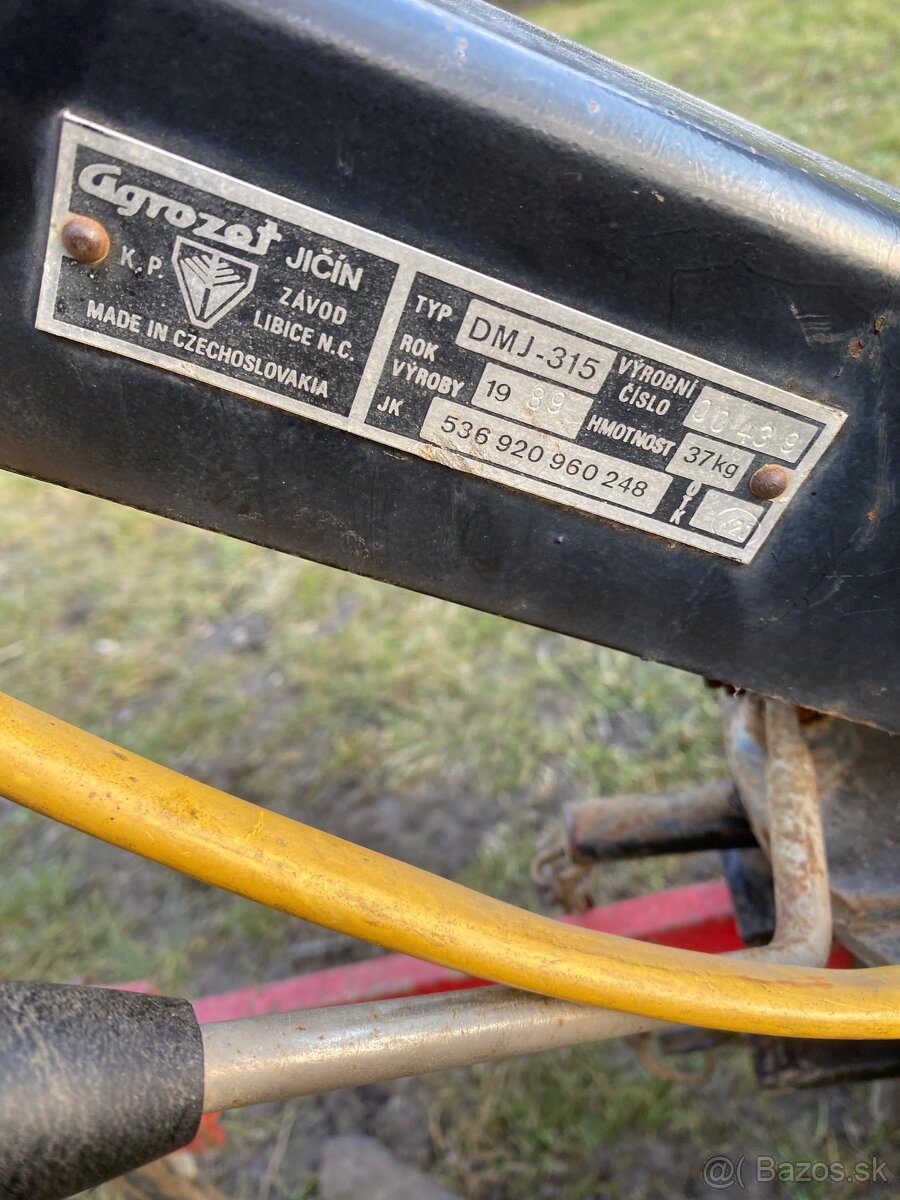 agrozet
JIČÍN
K.P.
ZÁVOD
LIBICE N.C.
MADE IN CZECHOSLOVAKIA
TYP DMJ-315
ROK VÝROBY 19 89
JK 536 920 960 248
VÝROBNÍ ČÍSLO 00439
HMOTNOST 37kg
OTK
@( Bazos.sk